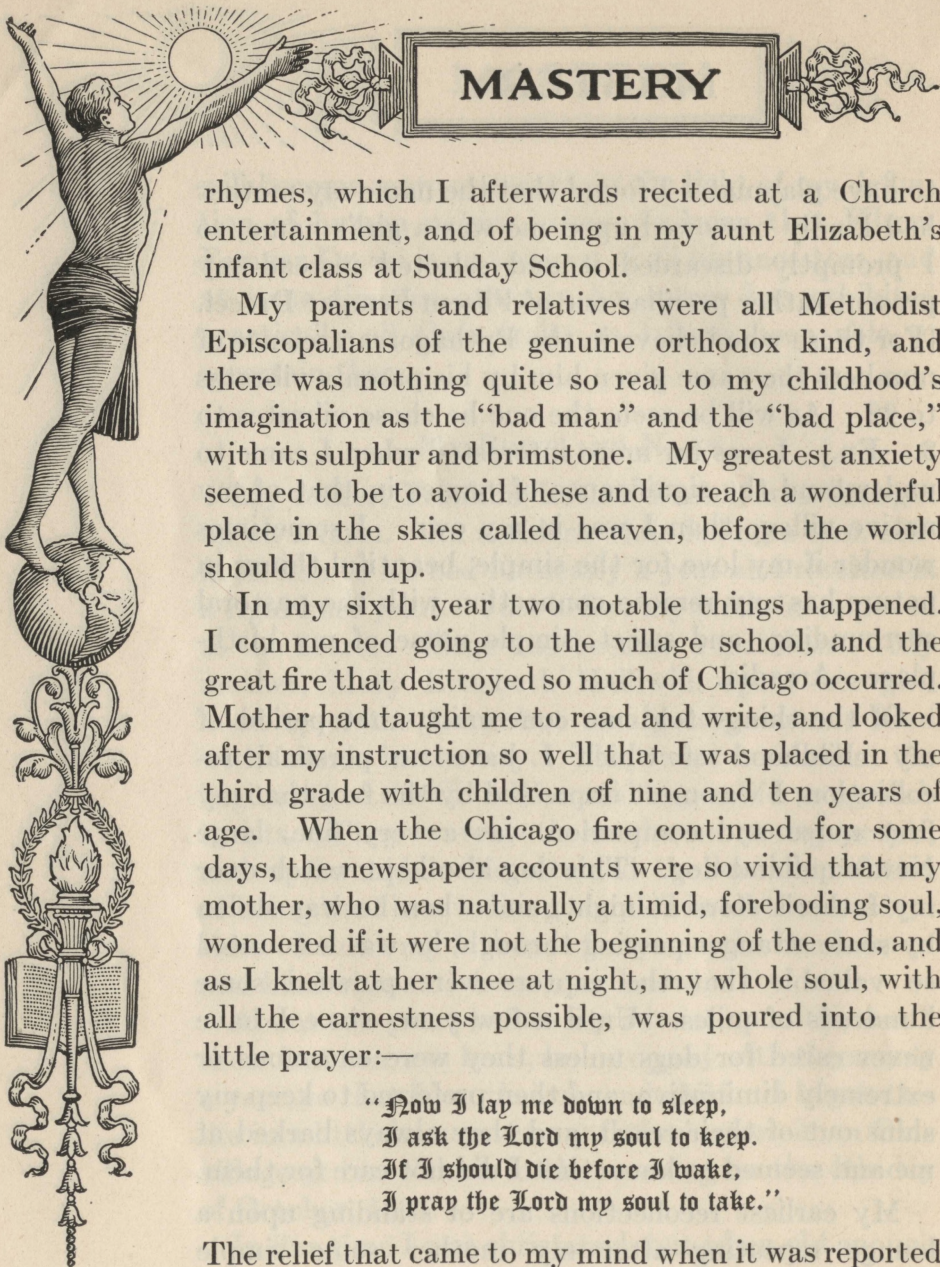 MASTERY
rhymes, which I afterwards recited at a Church
entertainment, and of being in my aunt Elizabeth's
infant class at Sunday School.
My parents and relatives were all Methodist
Episcopalians of the genuine orthodox kind, and
there was nothing quite so real to my childhood's
imagination as the “bad man” and the “bad place,”
with its sulphur and brimstone. My greatest anxiety
seemed to be to avoid these and to reach a wonderful
place in the skies called heaven, before the world
should burn up.
In my sixth year two notable things happened.
I commenced going to the village school, and the
great fire that destroyed so much of Chicago occurred.
Mother had taught me to read and write, and looked
after my instruction so well that I was placed in the
third grade with children of nine and ten years of
age. When the Chicago fire continued for some
days, the newspaper accounts were so vivid that my
mother, who was naturally a timid, foreboding soul,
wondered if it were not the beginning of the end, and
as I knelt at her knee at night, my whole soul, with
all the earnestness possible, was poured into the
little prayer:—
“Now I lay me down to sleep,
I ask the Lord my soul to keep.
If I should die before I wake,
I pray the Lord my soul to take.”
The relief that came to my mind when it was reported